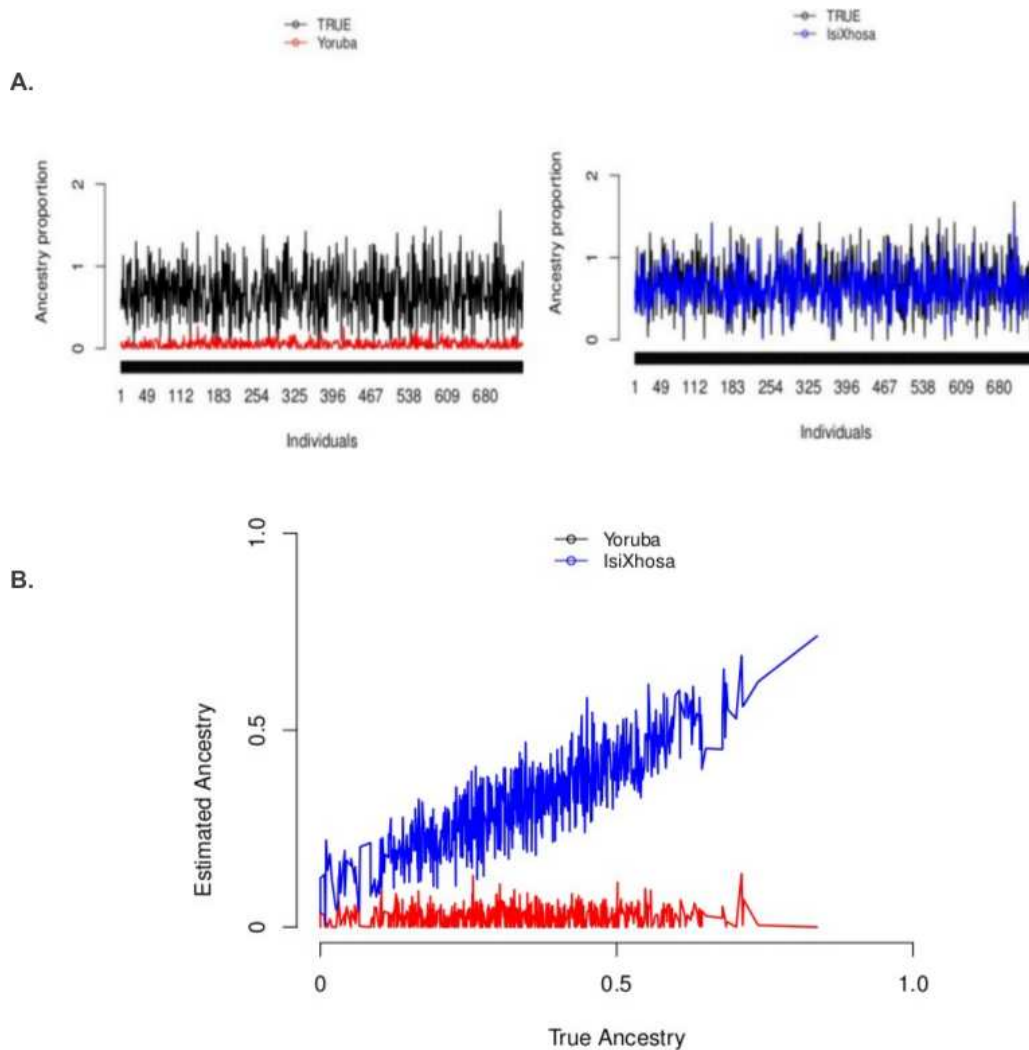 TRUE
Yoruba
TRUE
IsiXhosa
A.
Ancestry proportion
2
1
0
1 49 112 183 254 325 396 467 538 609 680
Individuals
Ancestry proportion
2
1
0
1 49 112 183 254 325 396 467 538 609 680
Individuals
B.
Yoruba
IsiXhosa
Estimated Ancestry
1.0
0.5
0
0 0.5 1.0
True Ancestry